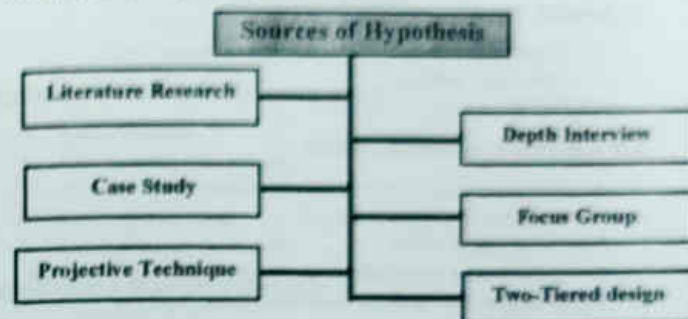 Sources of Hypothesis
Literature Research
Depth Interview
Case Study
Focus Group
Projective Technique
Two-Tiered design